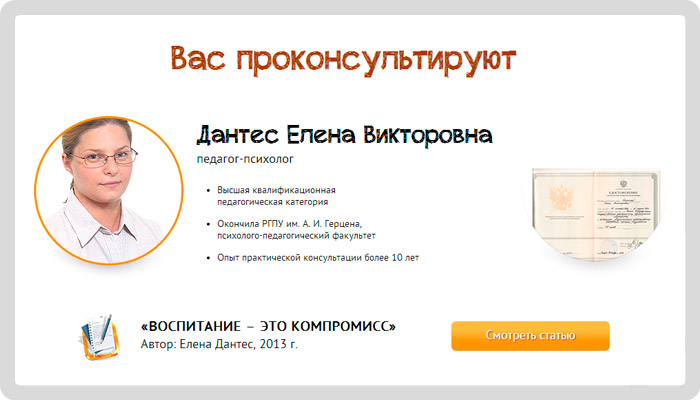 Вас проконсультируют
Дантес Елена Викторовна
педагог-психолог
• Высшая квалификационная
педагогическая категория
• Окончила РГПУ им. А. И. Герцена,
психолого-педагогический факультет
• Опыт практической консультации более 10 лет
УДОСТОВЕРЕНИЕ
«ВОСПИТАНИЕ – ЭТО КОМПРОМИСС»
Автор: Елена Дантес, 2013 г.
Смотреть статью